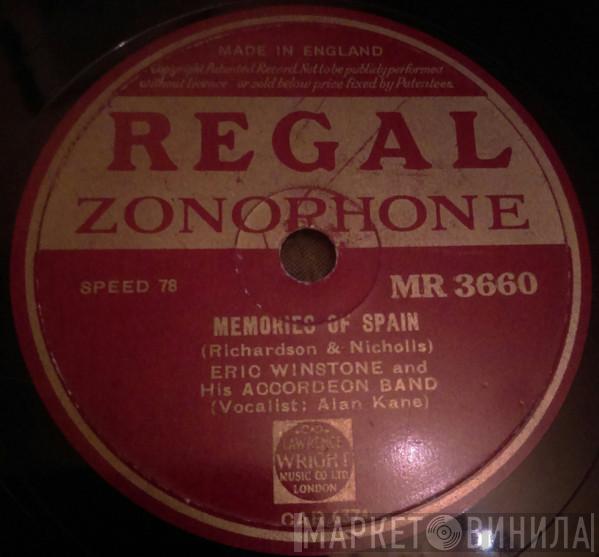 MADE IN ENGLAND
Copyright Patented Record. Not to be publicly performed
without licence or sold below price fixed by Patentees.
REGAL
ZONOPHONE
SPEED 78
MR 3660
MEMORIES OF SPAIN
(Richardson & Nicholls)
ERIC WINSTONE and
His ACCORDEON BAND
(Vocalist: Alan Kane)
LAWRENCE
WRIGHT
MUSIC CO LTD
LONDON
МАРКЕТ ВИНИЛА